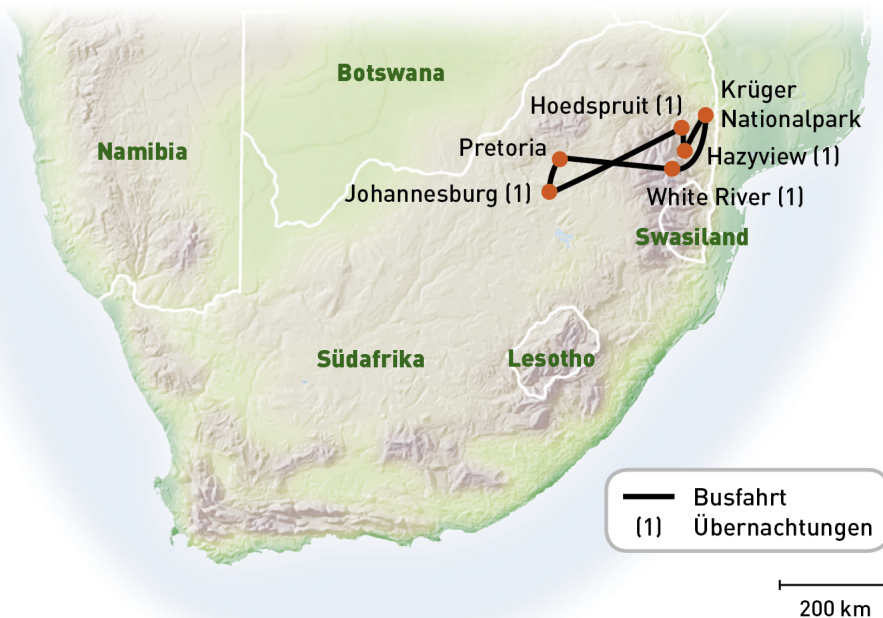 Botswana
Namibia
Hoedspruit (1)
Krüger
Nationalpark
Pretoria
Hazyview (1)
Johannesburg (1)
White River (1)
Swasiland
Südafrika
Lesotho
Busfahrt
(1) Übernachtungen
200 km